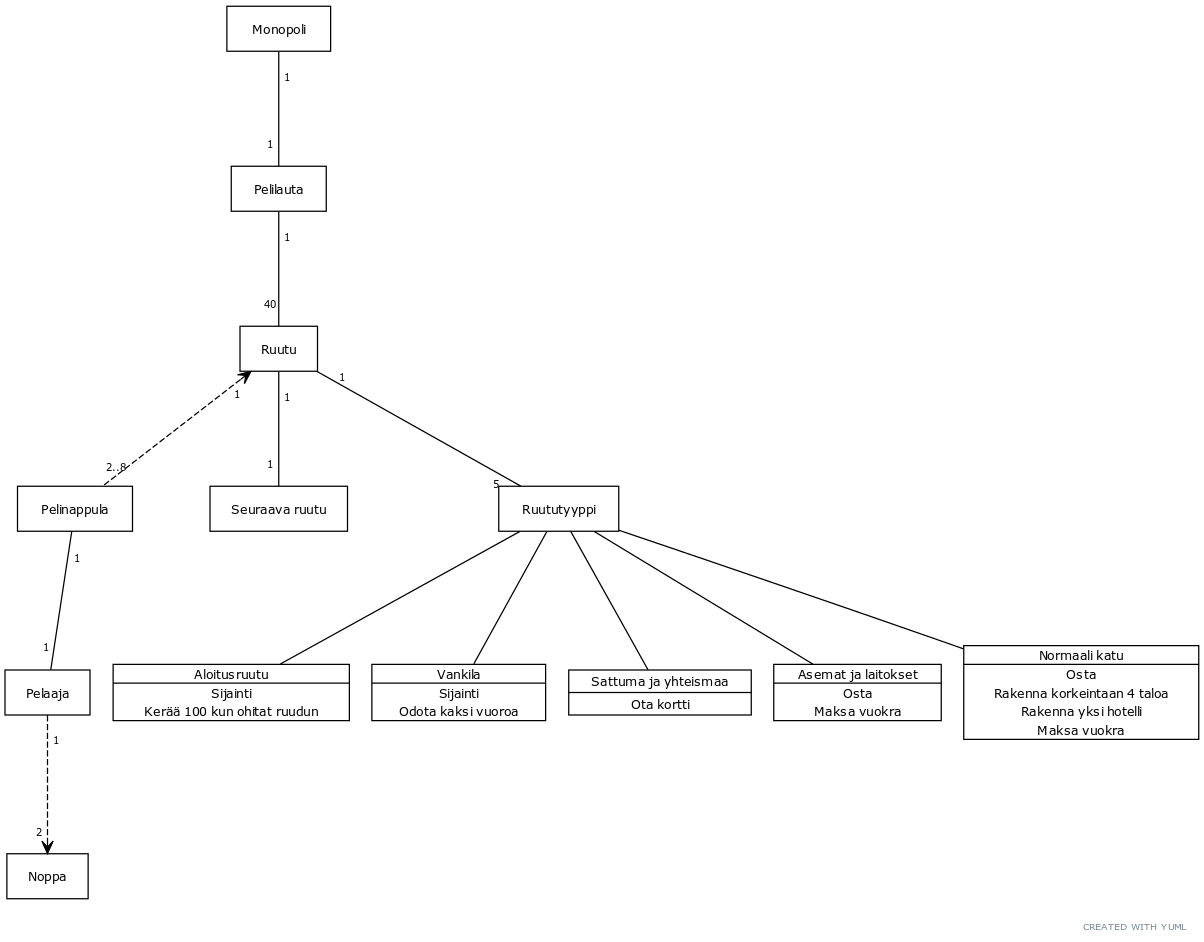 Monopoli
1
1
Pelilauta
1
40
Ruutu
1
1
1
2..8
1
5
Pelinappula
Seuraava ruutu
Ruututyyppi
1
1
Pelaaja
Aloitusruutu
Sijainti
Kerää 100 kun ohitat ruudun
Vankila
Sijainti
Odota kaksi vuoroa
Sattuma ja yhteismaa
Ota kortti
Asemat ja laitokset
Osta
Maksa vuokra
Normaali katu
Osta
Rakenna korkeintaan 4 taloa
Rakenna yksi hotelli
Maksa vuokra
1
2
Noppa
CREATED WITH YUML